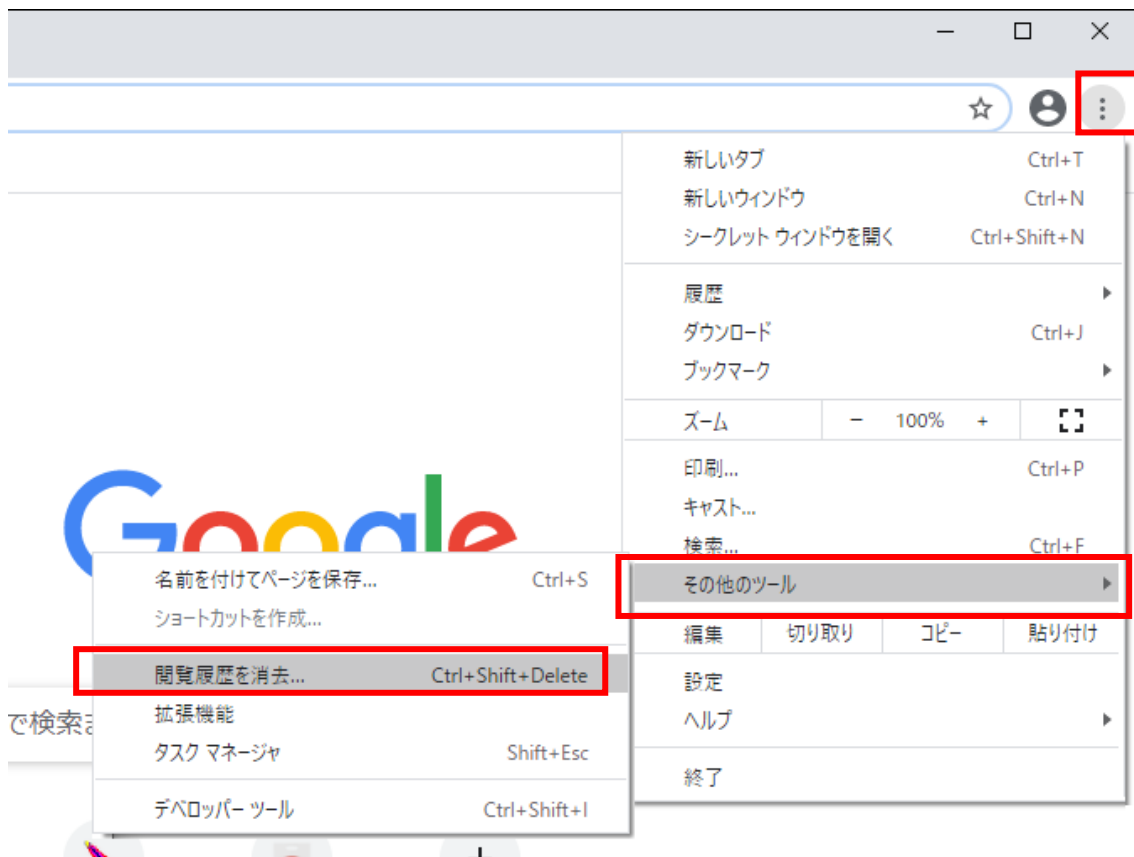 新しいタブ Ctrl+T
新しいウィンドウ Ctrl+N
シークレット ウィンドウを開く Ctrl+Shift+N
履歴
ダウンロード Ctrl+J
ブックマーク
ズーム − 100% +
印刷... Ctrl+P
キャスト...
検索... Ctrl+F
その他のツール
編集 切り取り コピー 貼り付け
設定
ヘルプ
終了
Google
名前を付けてページを保存... Ctrl+S
ショートカットを作成...
閲覧履歴を消去... Ctrl+Shift+Delete
拡張機能
タスク マネージャ Shift+Esc
デベロッパー ツール Ctrl+Shift+I
で検索